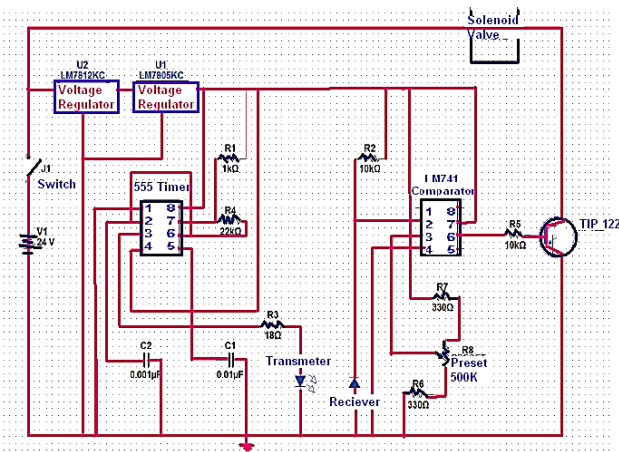 Solenoid
Valve
U2
LM7812KC
Voltage
Regulator
U1
LM7805KC
Voltage
Regulator
R1
1kΩ
R2
10kΩ
J1
Switch
555 Timer
1 8
2 7
3 6
4 5
R4
22kΩ
LM741
Comparator
1 8
2 7
3 6
4 5
R5
10kΩ
TIP_122
V1
24 V
R7
330Ω
R3
18Ω
C2
0.001µF
C1
0.01µF
Transmeter
Reciever
R8
Preset
500K
R6
330Ω